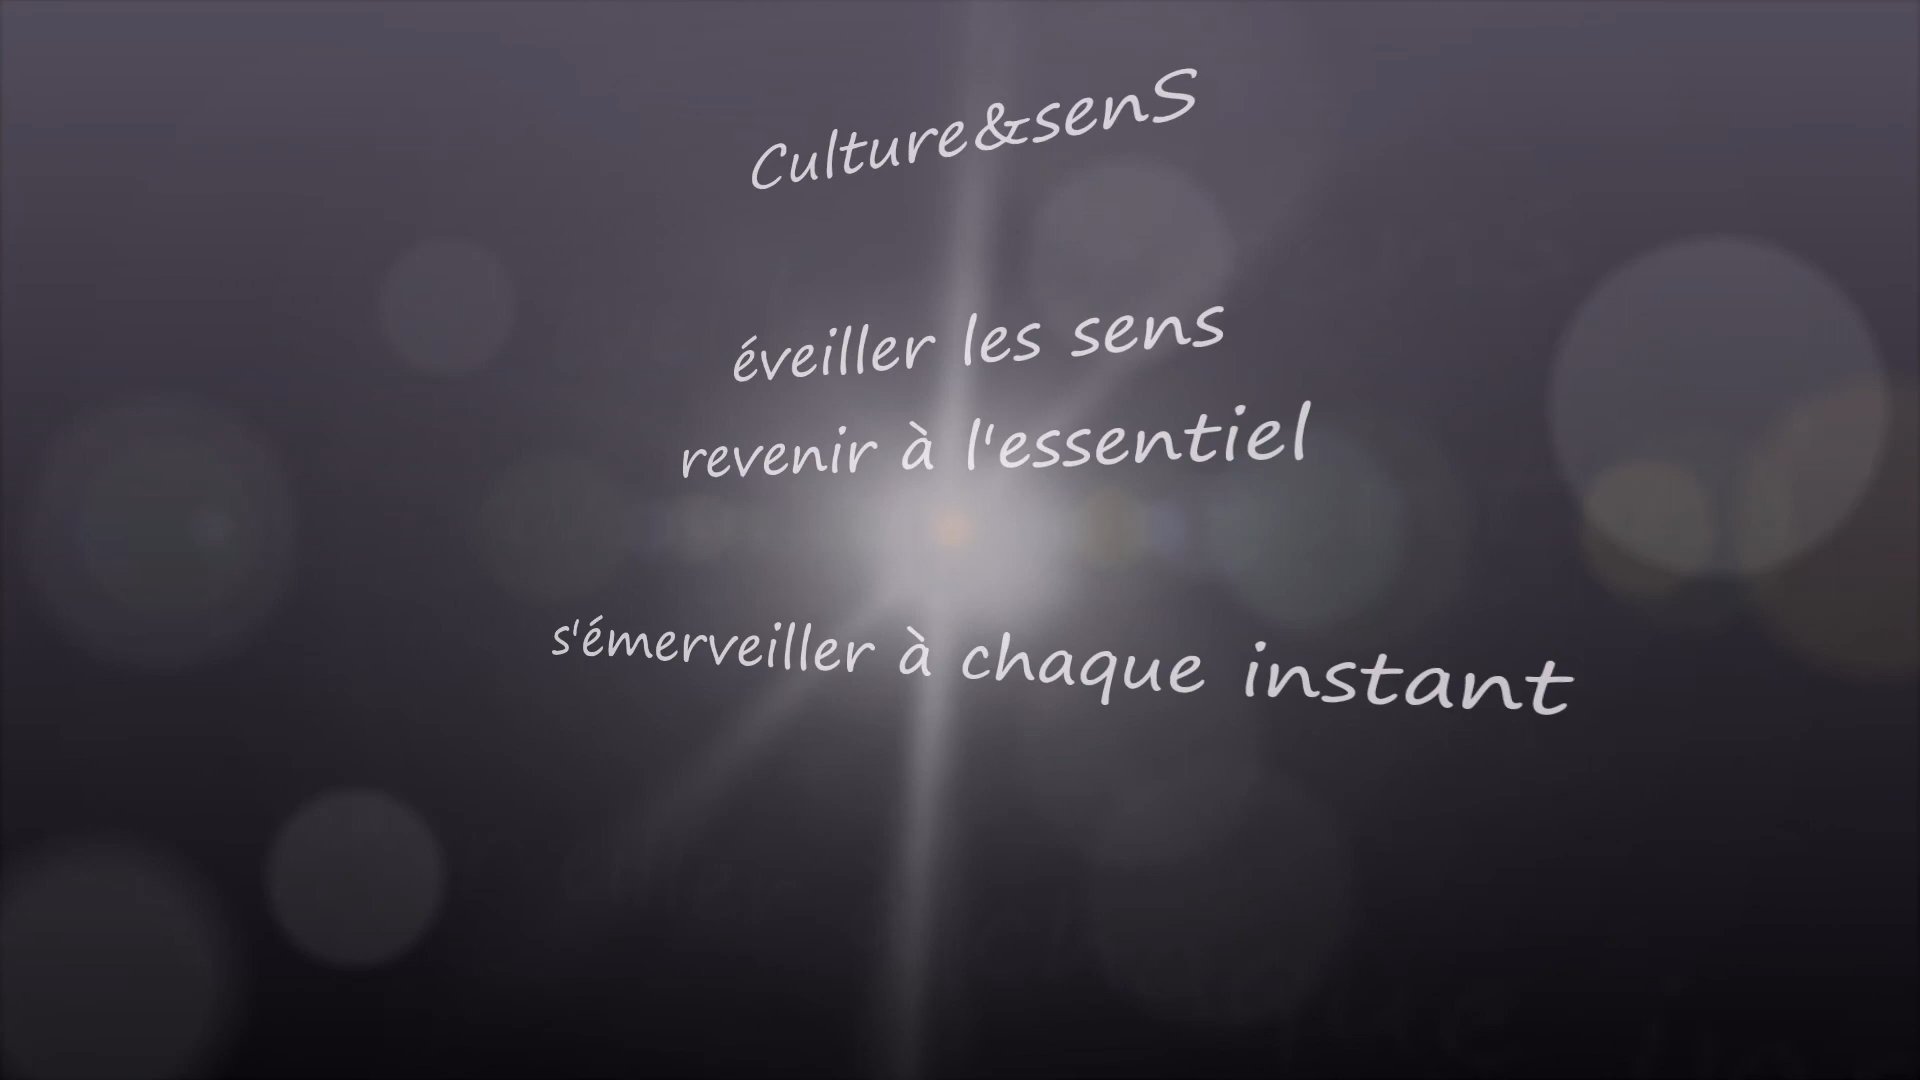 Culture&senS
éveiller les sens
revenir à l'essentiel
s'émerveiller à chaque instant